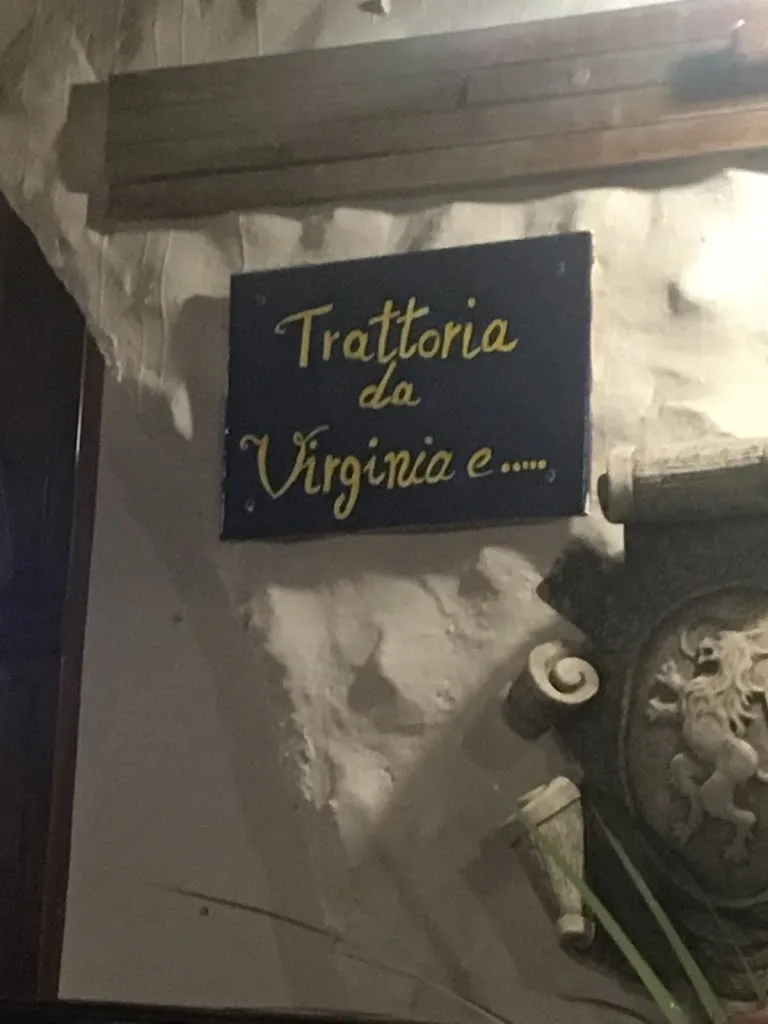 Trattoria
da
Virginia e .....